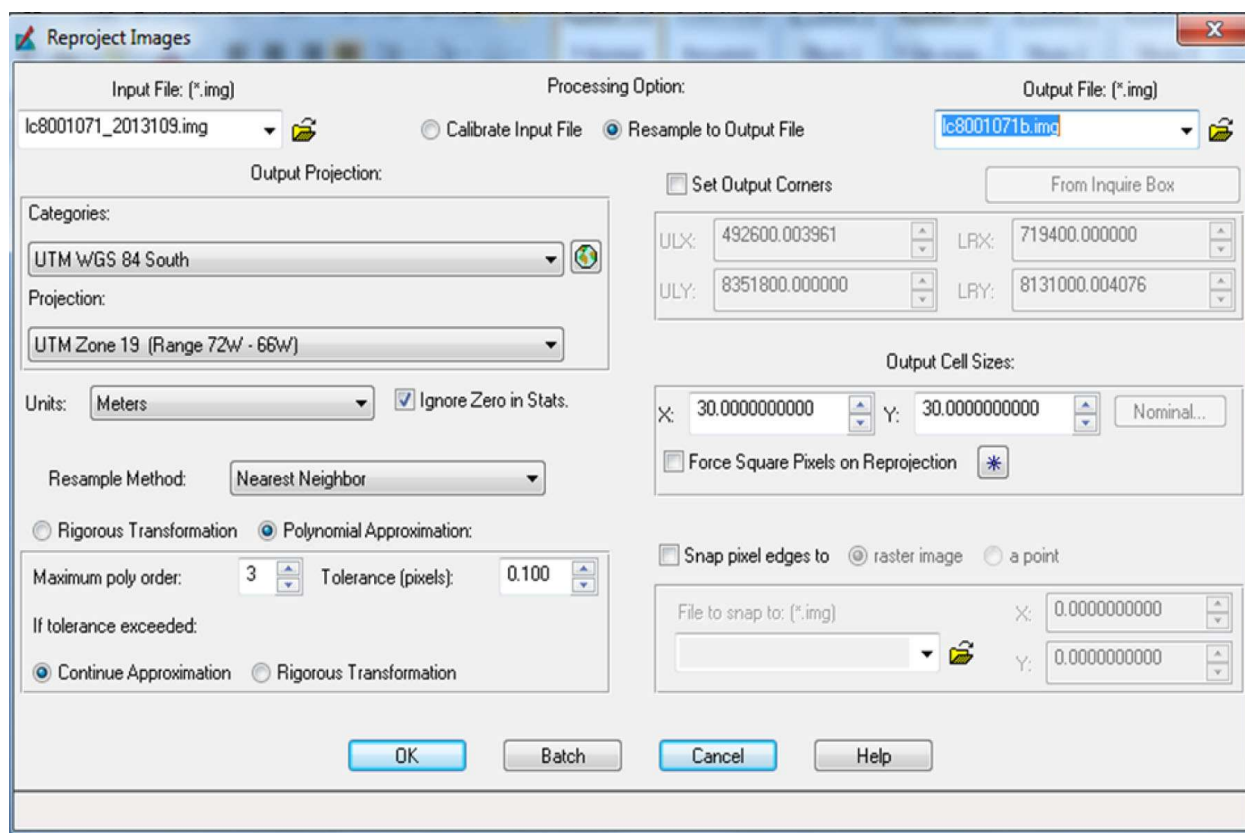 Reproject Images
X
Input File: (*.img)
Processing Option:
Output File: (*.img)
lc8001071_2013109.img
Calibrate Input File
Resample to Output File
lc8001071b.img
Output Projection:
Set Output Corners
From Inquire Box
Categories:
UTM WGS 84 South
Projection:
UTM Zone 19 (Range 72W - 66W)
ULX: 492600.003961 LRX: 719400.000000
ULY: 8351800.000000 LRY: 8131000.004076
Units: Meters
Ignore Zero in Stats.
Output Cell Sizes:
X: 30.0000000000 Y: 30.0000000000 Nominal...
Force Square Pixels on Reprojection
Resample Method: Nearest Neighbor
Rigorous Transformation Polynomial Approximation:
Maximum poly order: 3 Tolerance (pixels): 0.100
If tolerance exceeded:
Continue Approximation Rigorous Transformation
Snap pixel edges to raster image a point
File to snap to: (*.img)
X: 0.0000000000
Y: 0.0000000000
OK Batch Cancel Help